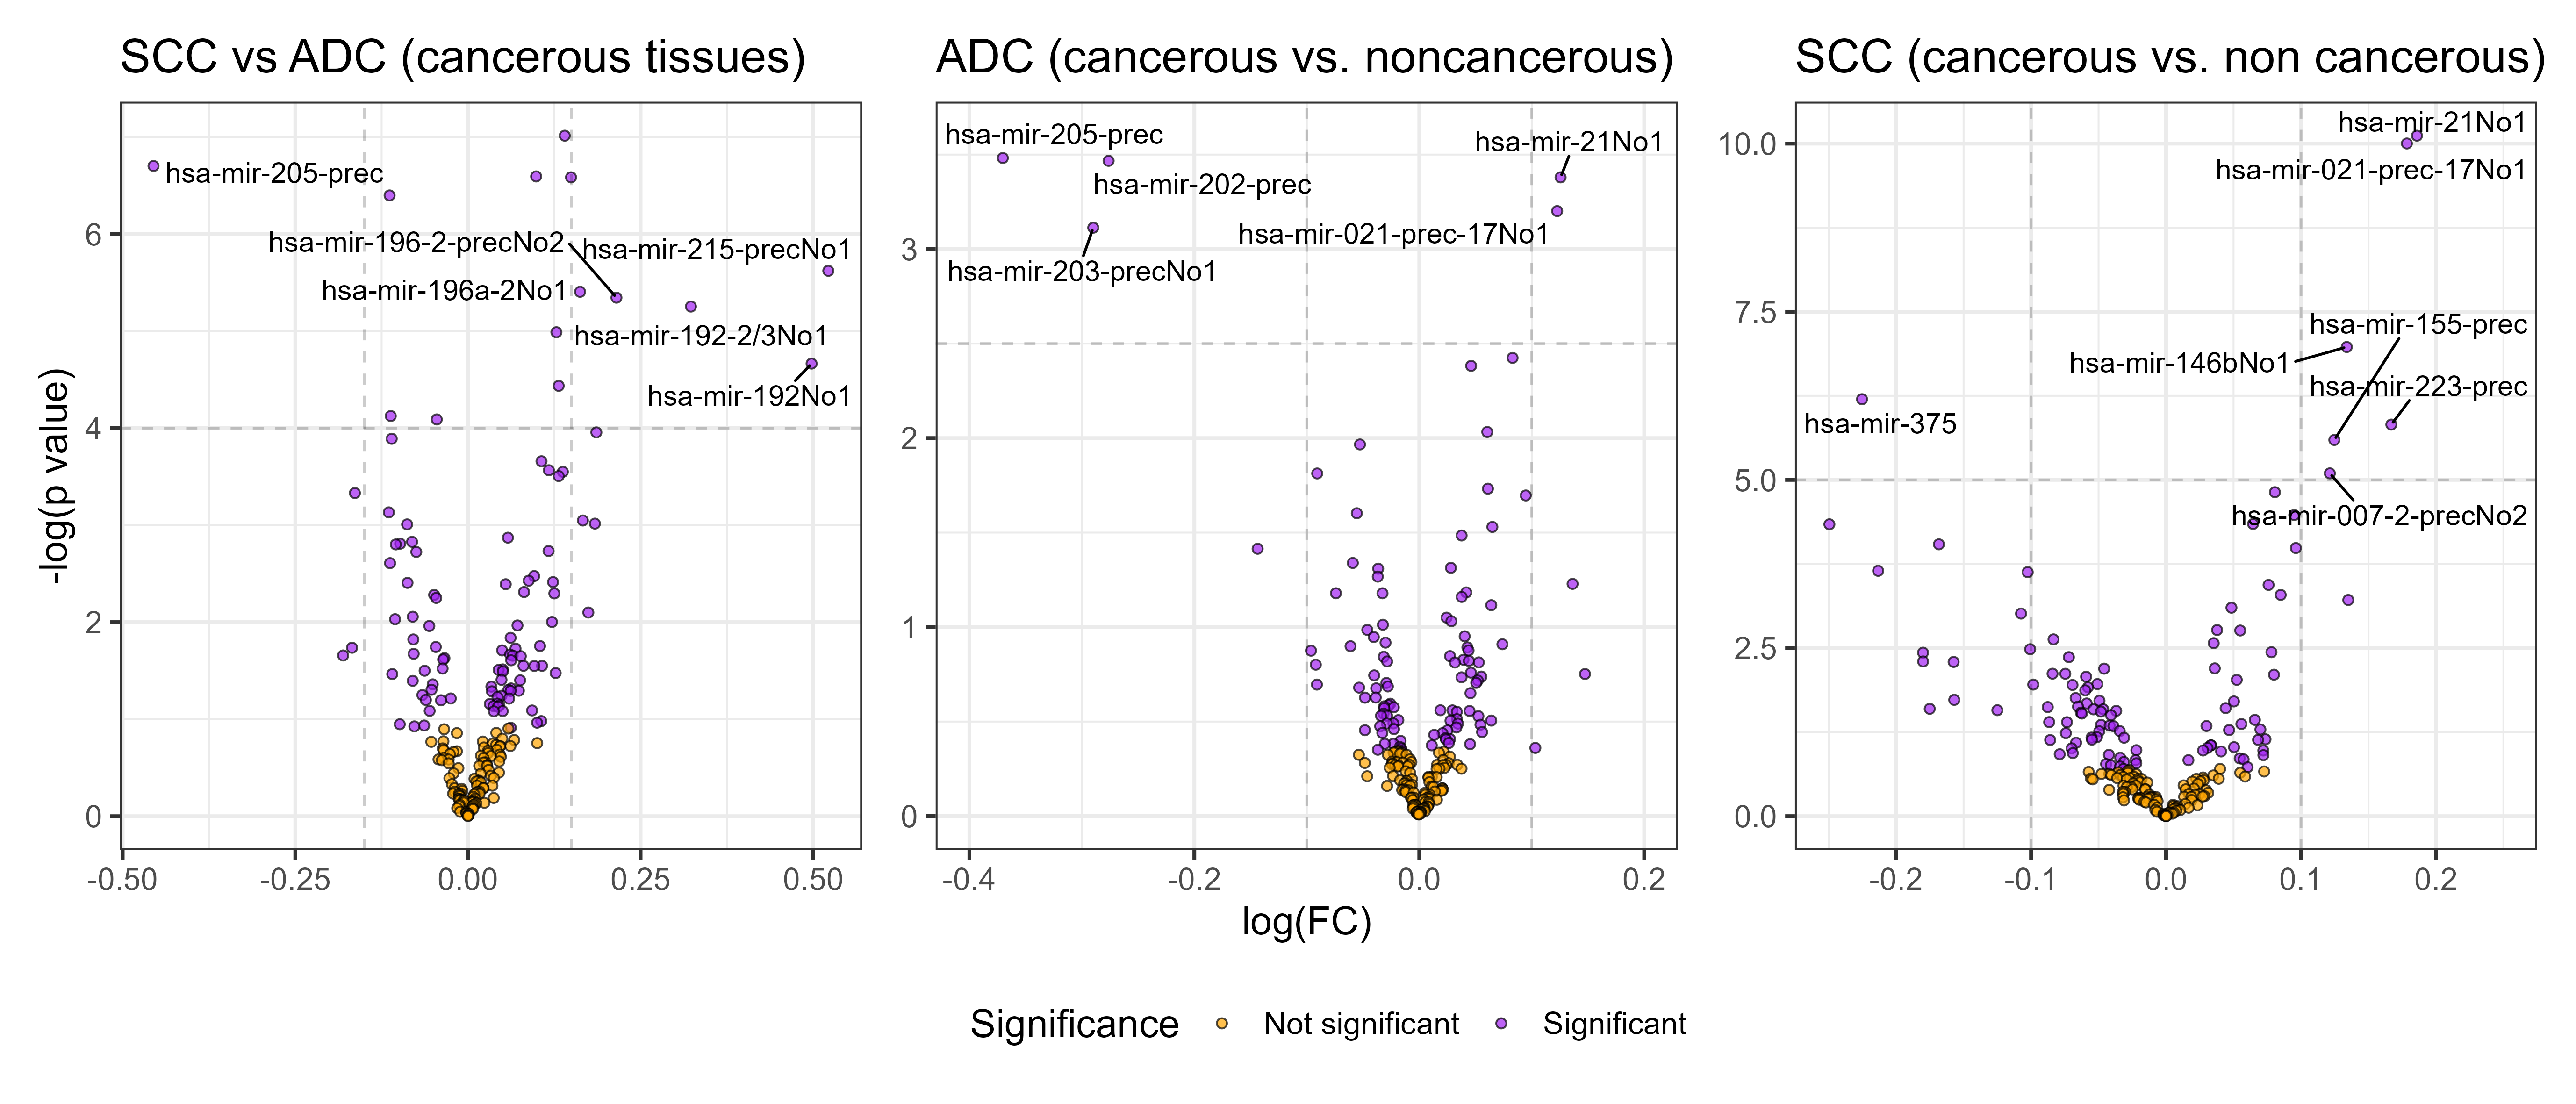 SCC vs ADC (cancerous tissues)
ADC (cancerous vs. noncancerous)
SCC (cancerous vs. non cancerous)
-log(p value)
6
4
2
0
hsa-mir-205-prec
hsa-mir-196-2-precNo2
hsa-mir-215-precNo1
hsa-mir-196a-2No1
hsa-mir-192-2/3No1
hsa-mir-192No1
-0.50
-0.25
0.00
0.25
0.50
3
2
1
0
hsa-mir-205-prec
hsa-mir-21No1
hsa-mir-202-prec
hsa-mir-021-prec-17No1
hsa-mir-203-precNo1
-0.4
-0.2
0.0
0.2
log(FC)
10.0
7.5
5.0
2.5
0.0
hsa-mir-21No1
hsa-mir-021-prec-17No1
hsa-mir-155-prec
hsa-mir-146bNo1
hsa-mir-223-prec
hsa-mir-375
hsa-mir-007-2-precNo2
-0.2
-0.1
0.0
0.1
0.2
Significance
Not significant
Significant